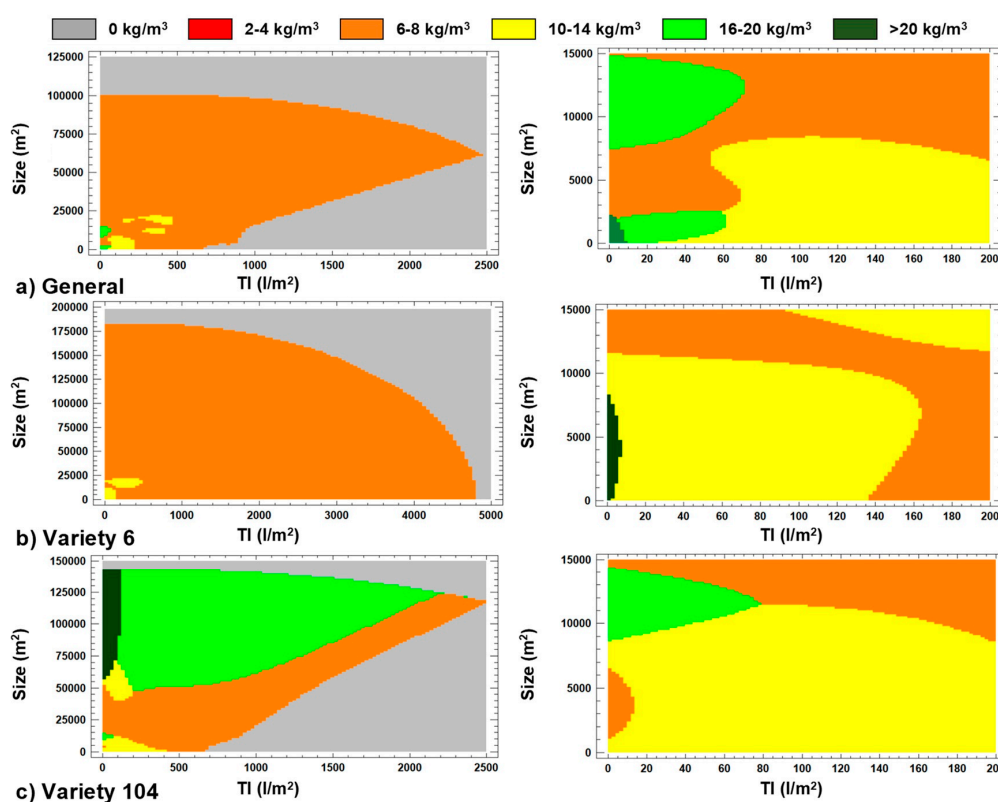 0 kg/m³ 2-4 kg/m³ 6-8 kg/m³ 10-14 kg/m³ 16-20 kg/m³ >20 kg/m³
Size (m²)
125000
100000
75000
50000
25000
0
0 500 1000 1500 2000 2500
TI (l/m²)
Size (m²)
15000
10000
5000
0
0 20 40 60 80 100 120 140 160 180 200
TI (l/m²)
a) General
Size (m²)
200000
175000
150000
125000
100000
75000
50000
25000
0
0 1000 2000 3000 4000 5000
TI (l/m²)
Size (m²)
15000
10000
5000
0
0 20 40 60 80 100 120 140 160 180 200
TI (l/m²)
b) Variety 6
Size (m²)
150000
125000
100000
75000
50000
25000
0
0 500 1000 1500 2000 2500
TI (l/m²)
Size (m²)
15000
10000
5000
0
0 20 40 60 80 100 120 140 160 180 200
TI (l/m²)
c) Variety 104